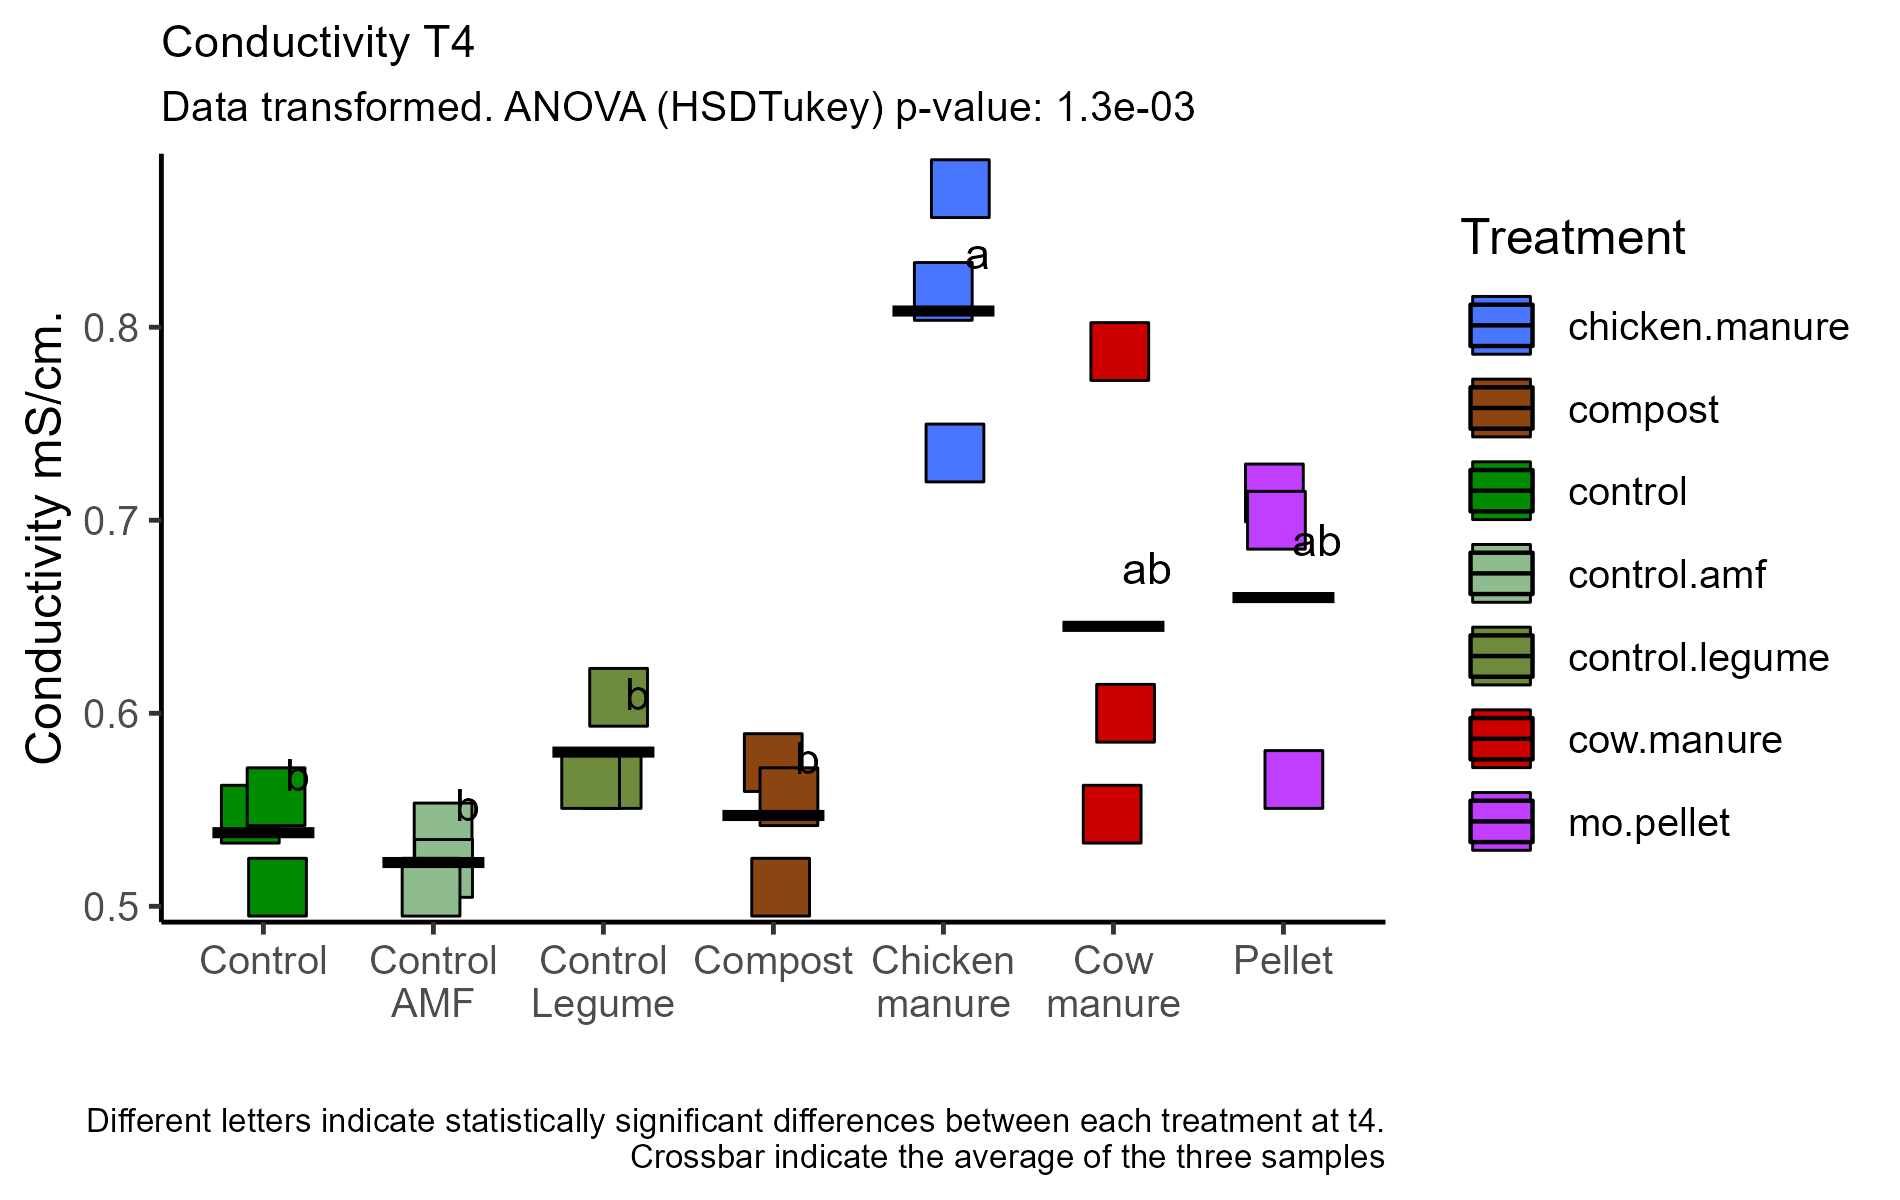 Conductivity T4
Data transformed. ANOVA (HSDTukey) p-value: 1.3e-03
Conductivity mS/cm.
0.8
0.7
0.6
0.5
b
b
b
b
a
ab
ab
Control
Control
AMF
Control
Legume
Compost
Chicken
manure
Cow
manure
Pellet
Treatment
chicken.manure
compost
control
control.amf
control.legume
cow.manure
mo.pellet
Different letters indicate statistically significant differences between each treatment at t4.
Crossbar indicate the average of the three samples